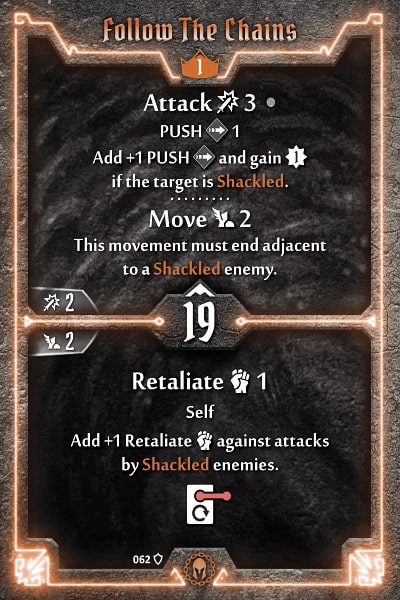 Follow The Chains
1
Attack 3
PUSH 1
Add +1 PUSH and gain 1
if the target is Shackled.
Move 2
This movement must end adjacent
to a Shackled enemy.
2
19
2
Retaliate 1
Self
Add +1 Retaliate against attacks
by Shackled enemies.
062